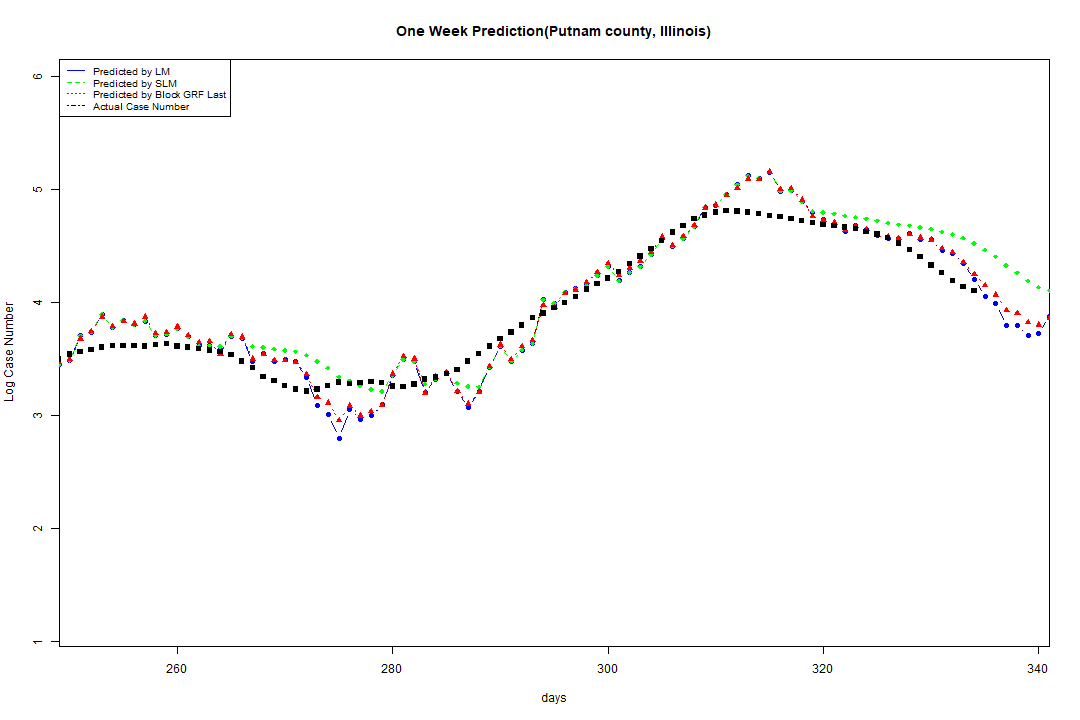 One Week Prediction(Putnam county, Illinois)
Predicted by LM
Predicted by SLM
Predicted by Block GRF Last
Actual Case Number
6
5
4
3
2
1
Log Case Number
260 280 300 320 340
days